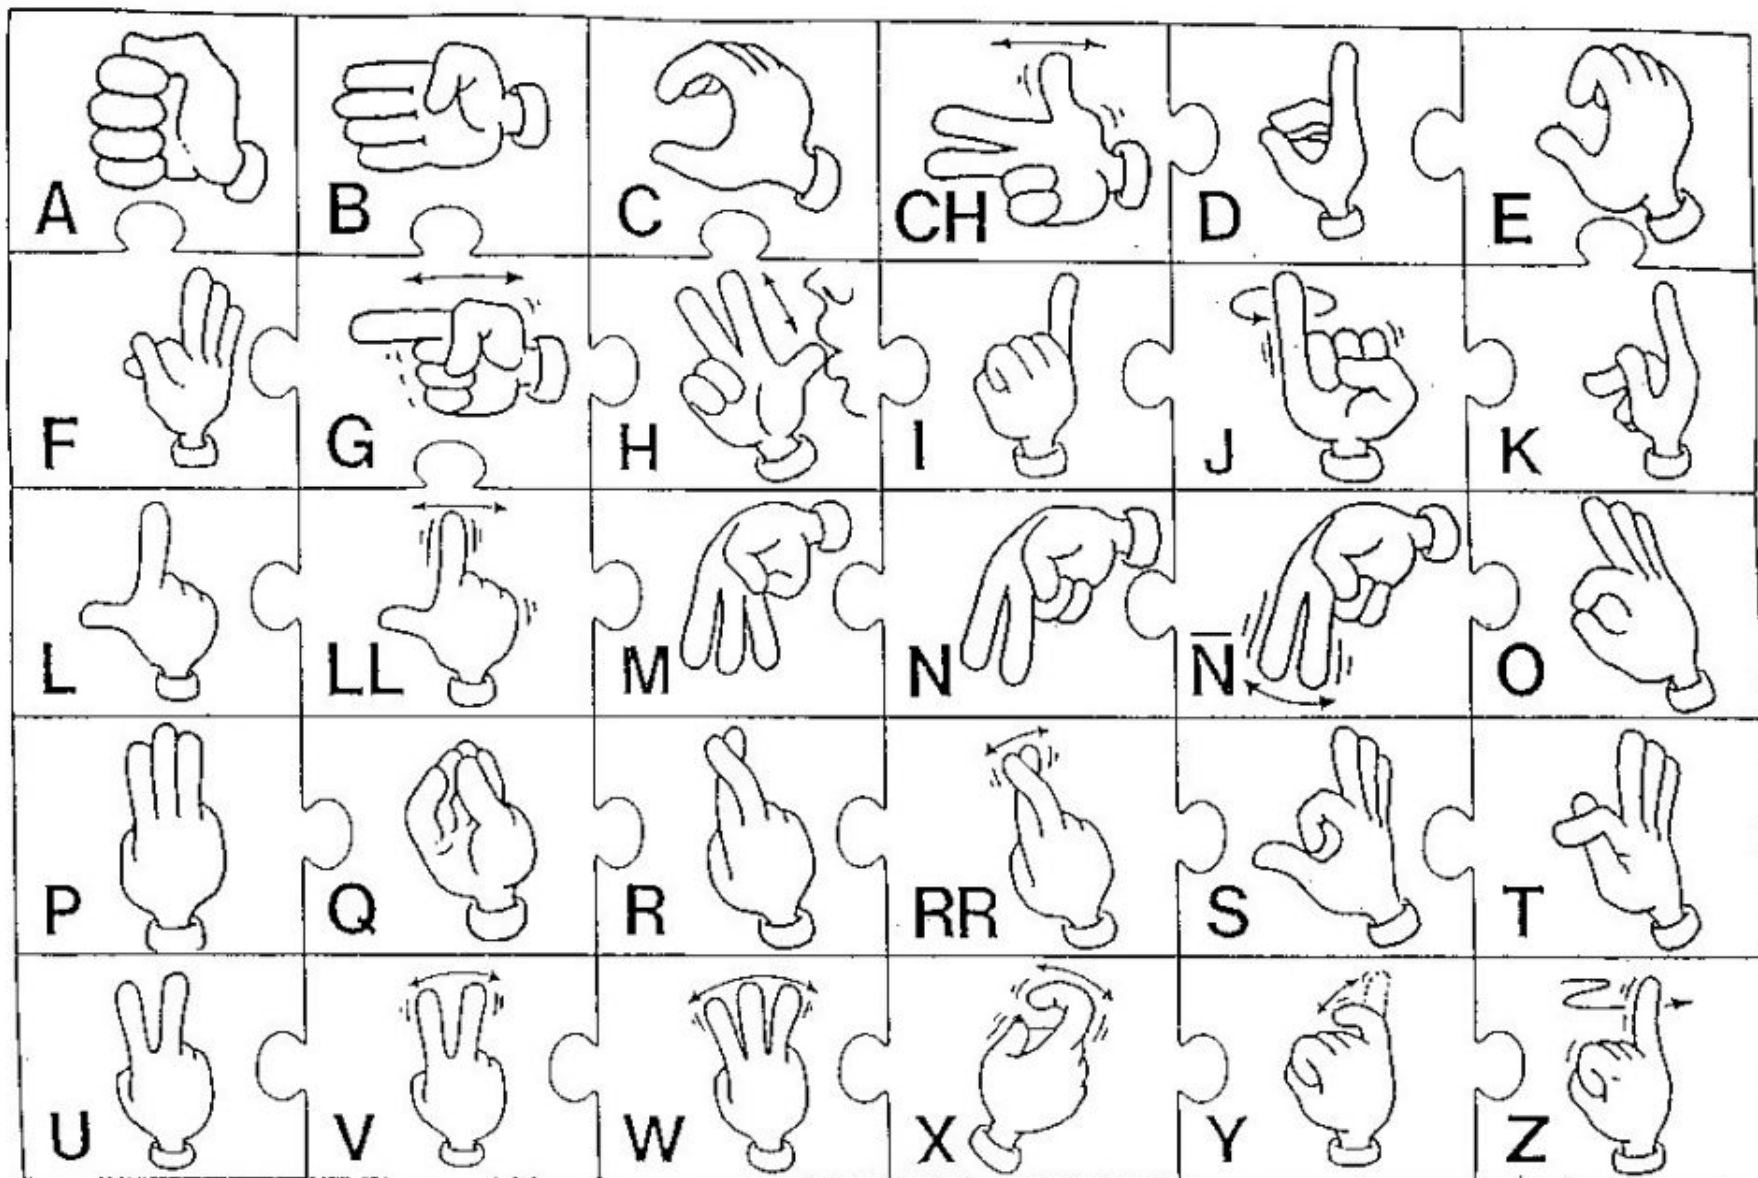 A B C CH D E
F G H I J K
L LL M N Ñ O
P Q R RR S T
U V W X Y Z